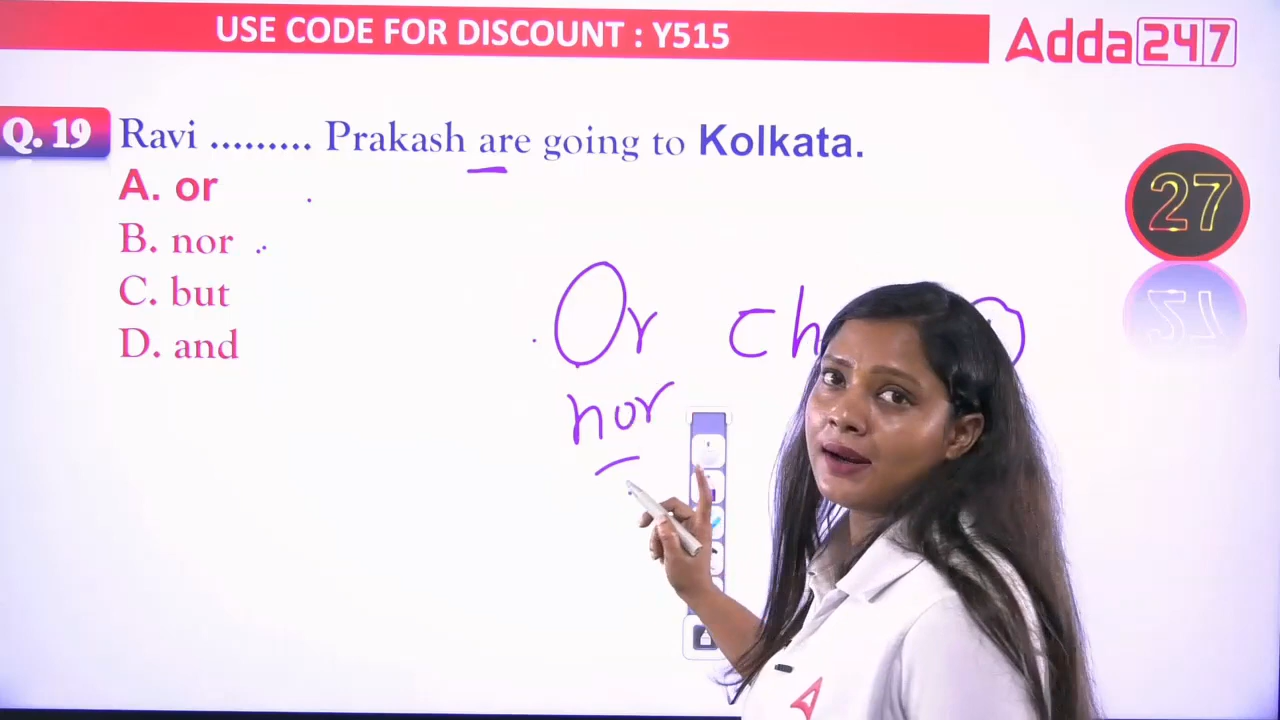 USE CODE FOR DISCOUNT : Y515
Adda247
Q. 19 Ravi ......... Prakash are going to Kolkata.
A. or
B. nor
C. but
D. and
27
Or
nor